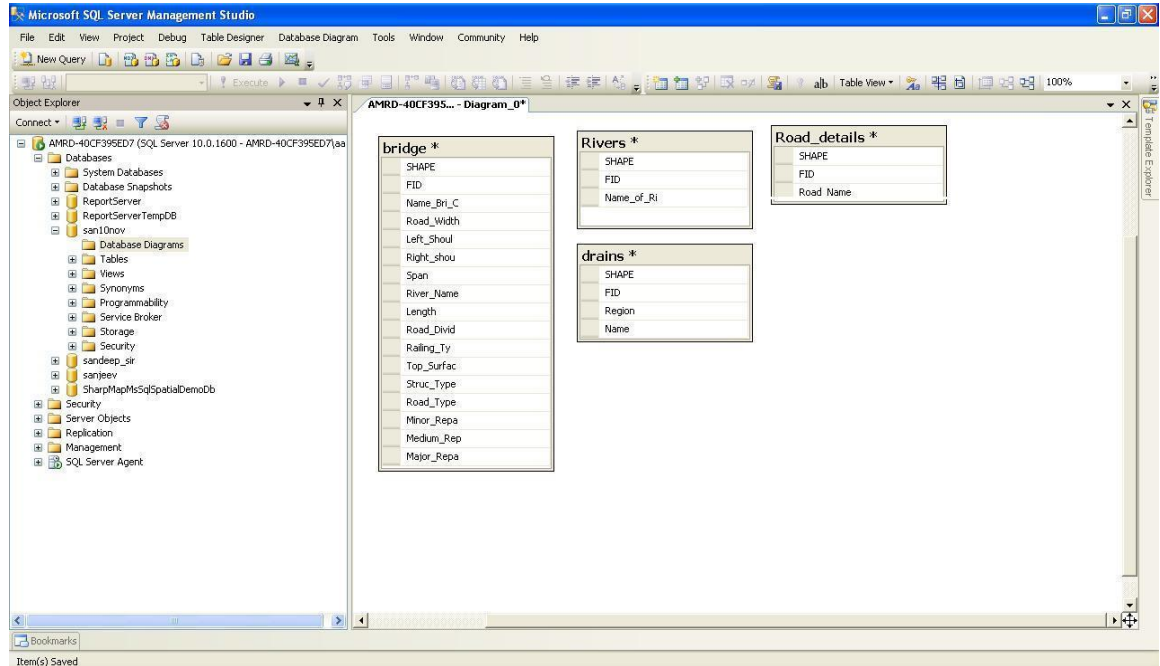 Microsoft SQL Server Management Studio
File Edit View Project Debug Table Designer Database Diagram Tools Window Community Help
New Query
Execute alb Table View 100%
Object Explorer
AMRD-40CF395... - Diagram_0*
Connect
AMRD-40CF395ED7 (SQL Server 10.0.1600 - AMRD-40CF395ED7\aa
Databases
System Databases
Database Snapshots
ReportServer
ReportServerTempDB
san10nov
Database Diagrams
Tables
Views
Synonyms
Programmability
Service Broker
Storage
Security
sandeep_sir
sanjeev
SharpMapMsSqlSpatialDemoDb
Security
Server Objects
Replication
Management
SQL Server Agent
bridge *
SHAPE
FID
Name_Bri_C
Road_Width
Left_Shoul
Right_shou
Span
River_Name
Length
Road_Divid
Railing_Ty
Top_Surfac
Struc_Type
Road_Type
Minor_Repa
Medium_Rep
Major_Repa
Rivers *
SHAPE
FID
Name_of_Ri
drains *
SHAPE
FID
Region
Name
Road_details *
SHAPE
FID
Road_Name
Template Explorer
Bookmarks
Item(s) Saved